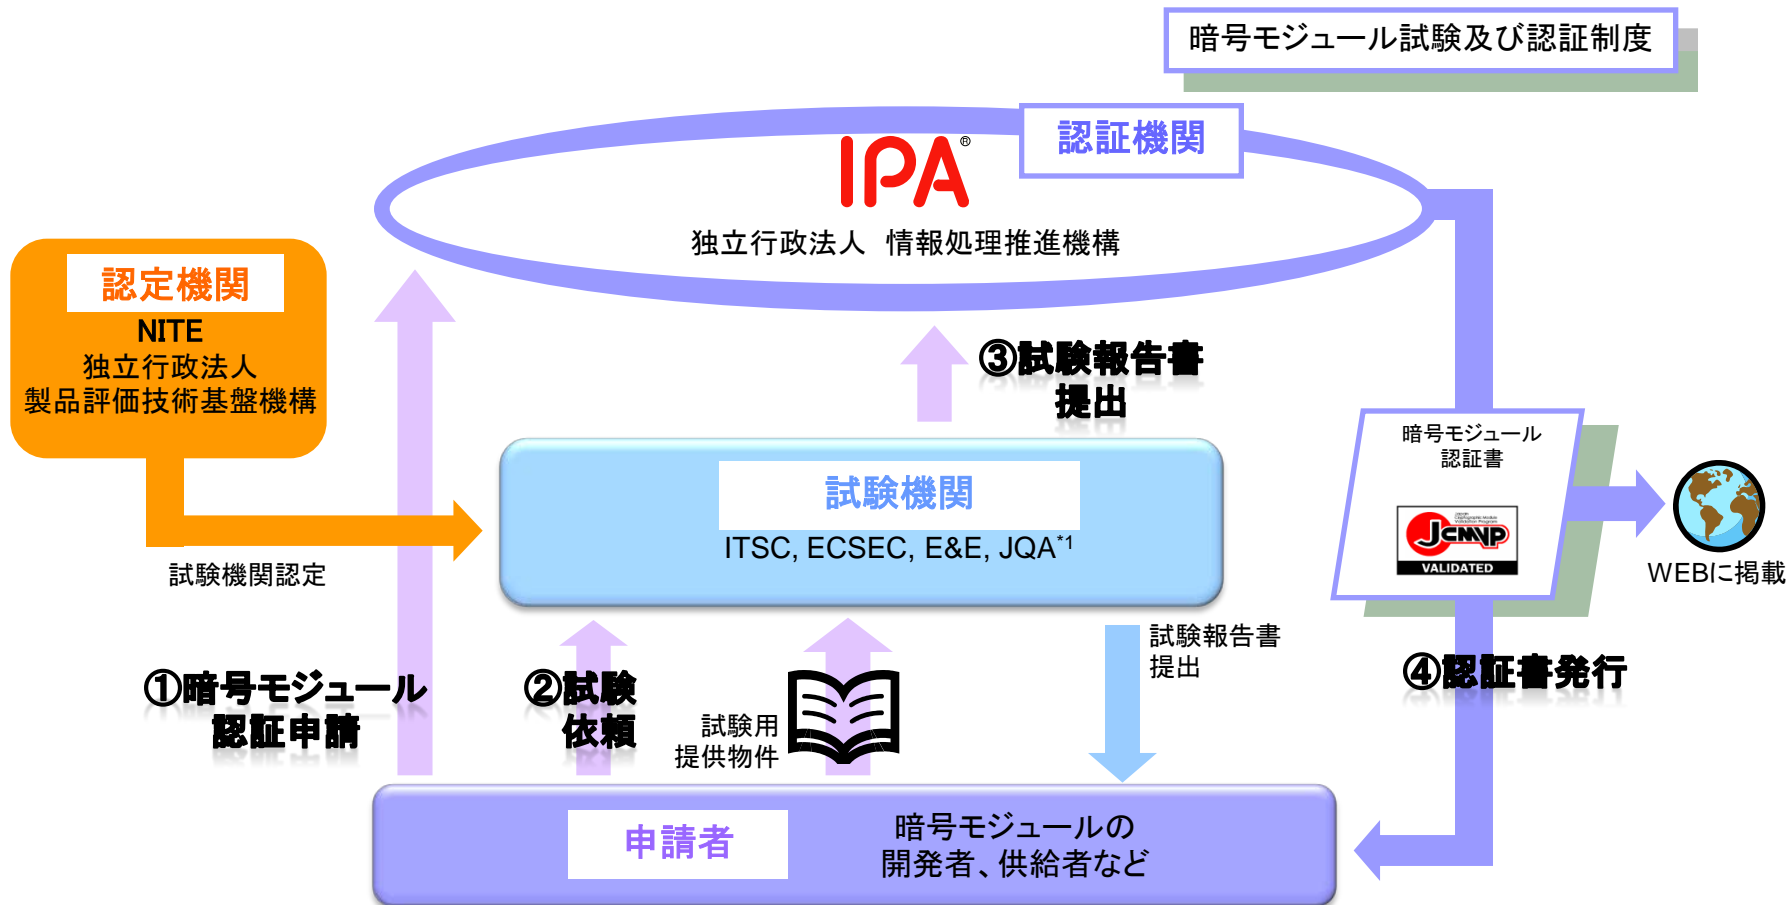 暗号モジュール試験及び認証制度
認証機関
IPA®
独立行政法人 情報処理推進機構
認定機関
NITE
独立行政法人
製品評価技術基盤機構
③試験報告書
提出
暗号モジュール
認証書
JCMVP
Japan
Cryptographic Module
Validation Program
VALIDATED
WEBに掲載
試験機関
ITSC, ECSEC, E&E, JQA*1
試験機関認定
①暗号モジュール
認証申請
②試験
依頼
試験用
提供物件
試験報告書
提出
④認証書発行
申請者
暗号モジュールの
開発者、供給者など